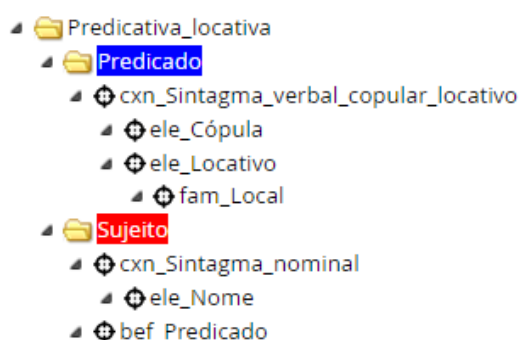 Predicativa_locativa
Predicado
cxn_Sintagma_verbal_copular_locativo
ele_Cópula
ele_Locativo
fam_Local
Sujeito
cxn_Sintagma_nominal
ele_Nome
bef_Predicado